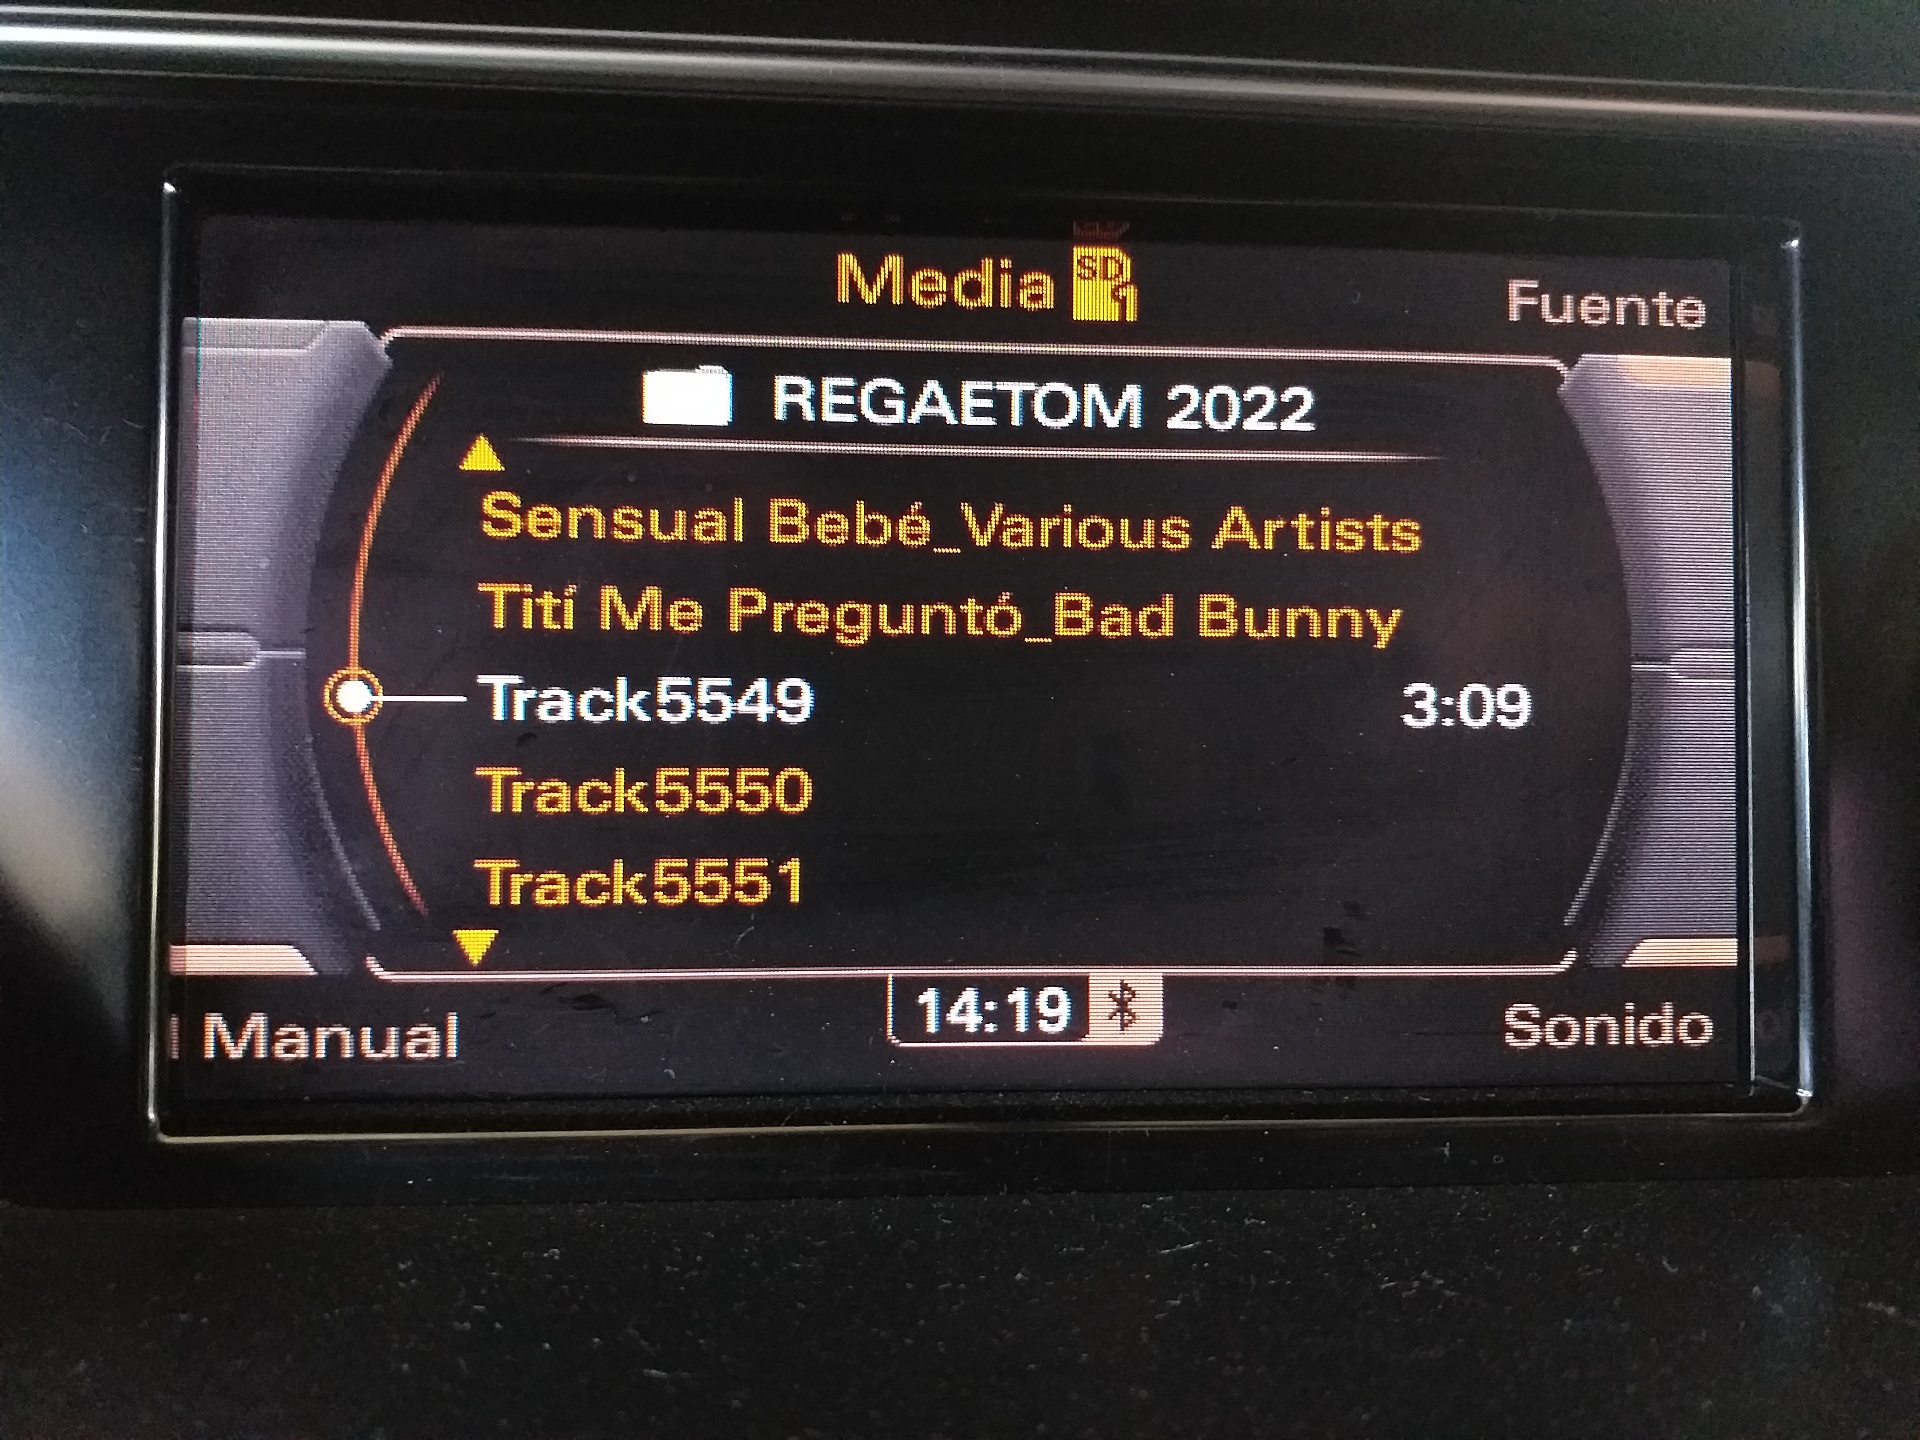 Media SD 1
Fuente
REGAETOM 2022
Sensual Bebé_Various Artists
Tití Me Preguntó_Bad Bunny
Track5549 3:09
Track5550
Track5551
Manual
14:19
Sonido